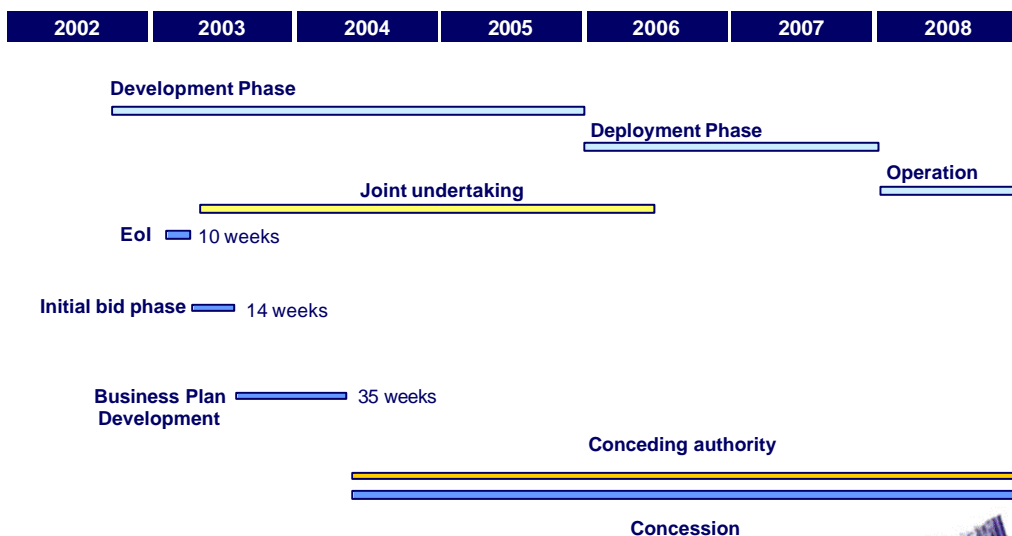 2002 2003 2004 2005 2006 2007 2008
Development Phase
Deployment Phase
Operation
Joint undertaking
EoI 10 weeks
Initial bid phase 14 weeks
Business Plan 35 weeks
Development
Conceding authority
Concession